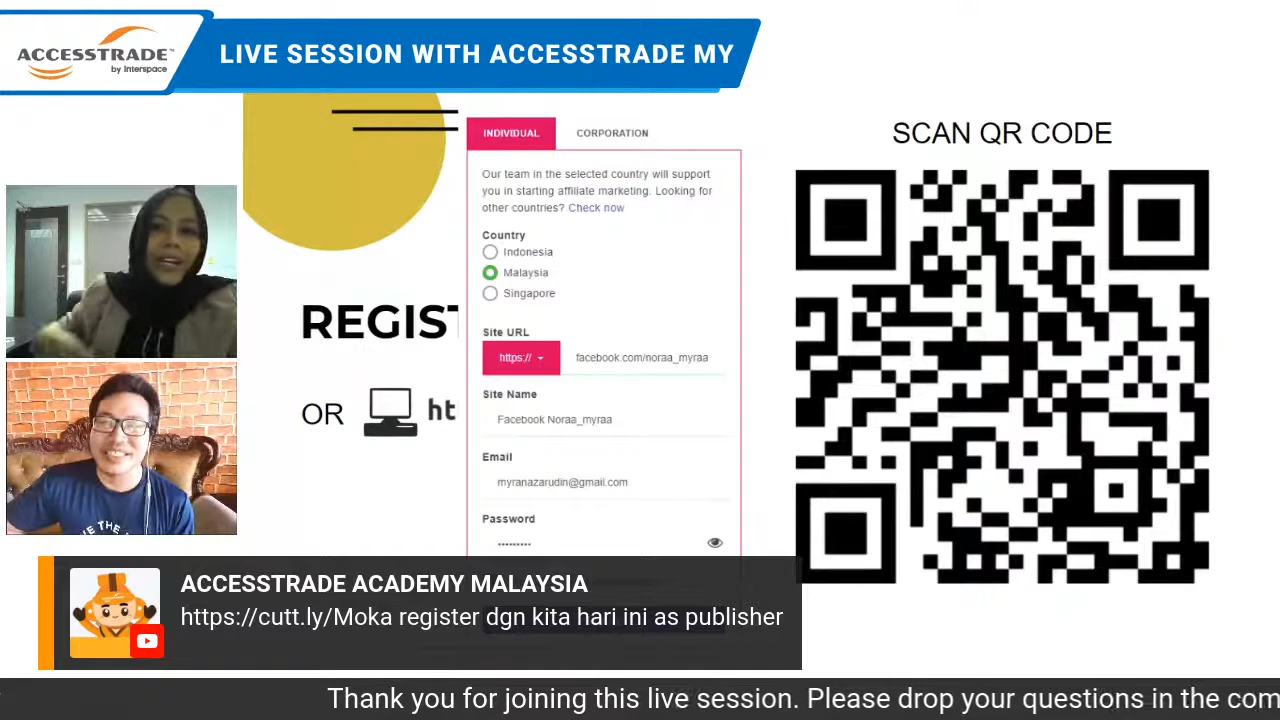 ACCESSTRADE
by Interspace
LIVE SESSION WITH ACCESSTRADE MY
INDIVIDUAL
CORPORATION
Our team in the selected country will support
you in starting affiliate marketing. Looking for
other countries? Check now
Country
Indonesia
Malaysia
Singapore
Site URL
https://
facebook.com/noraa_myraa
Site Name
Facebook Noraa_myraa
Email
myranazarudin@gmail.com
Password
REGIST
OR
ht
SCAN QR CODE
ACCESSTRADE ACADEMY MALAYSIA
https://cutt.ly/Moka register dgn kita hari ini as publisher
Thank you for joining this live session. Please drop your questions in the com